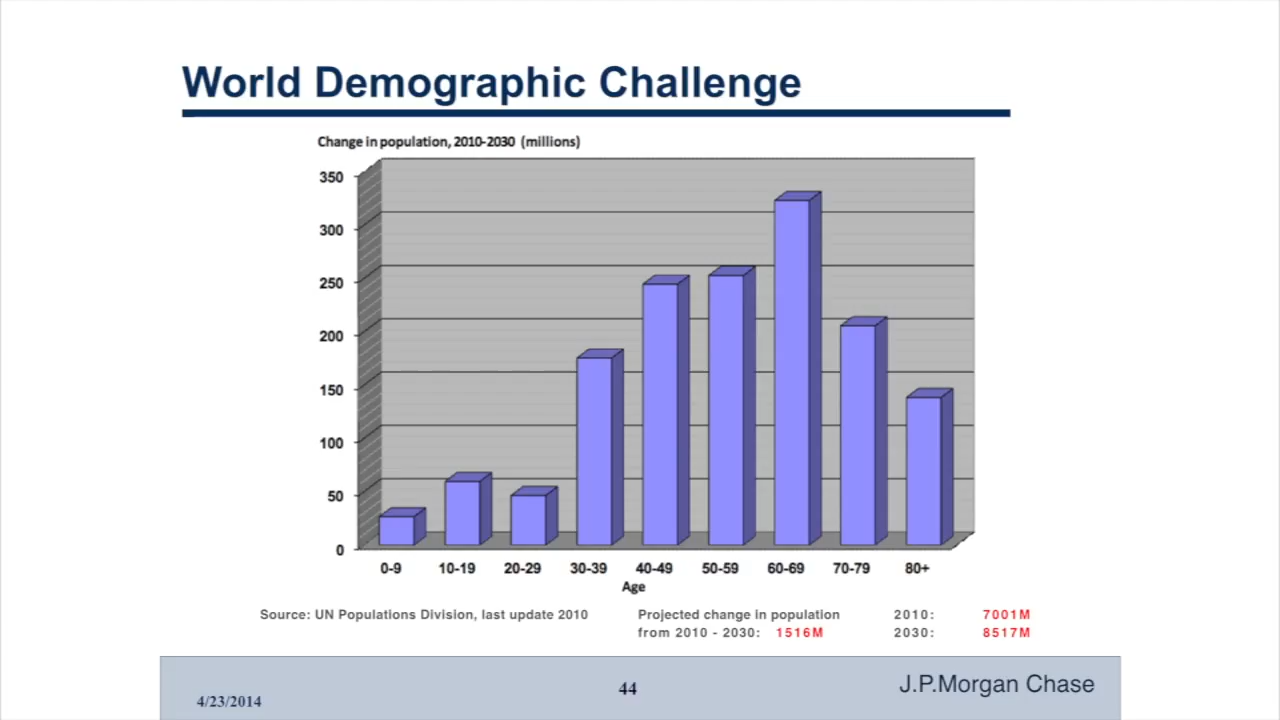 World Demographic Challenge
Change in population, 2010-2030 (millions)
350
300
250
200
150
100
50
0
0-9 10-19 20-29 30-39 40-49 50-59 60-69 70-79 80+
Age
Source: UN Populations Division, last update 2010
Projected change in population 2010: 7001M
from 2010 - 2030: 1516M 2030: 8517M
4/23/2014
44
J.P.Morgan Chase